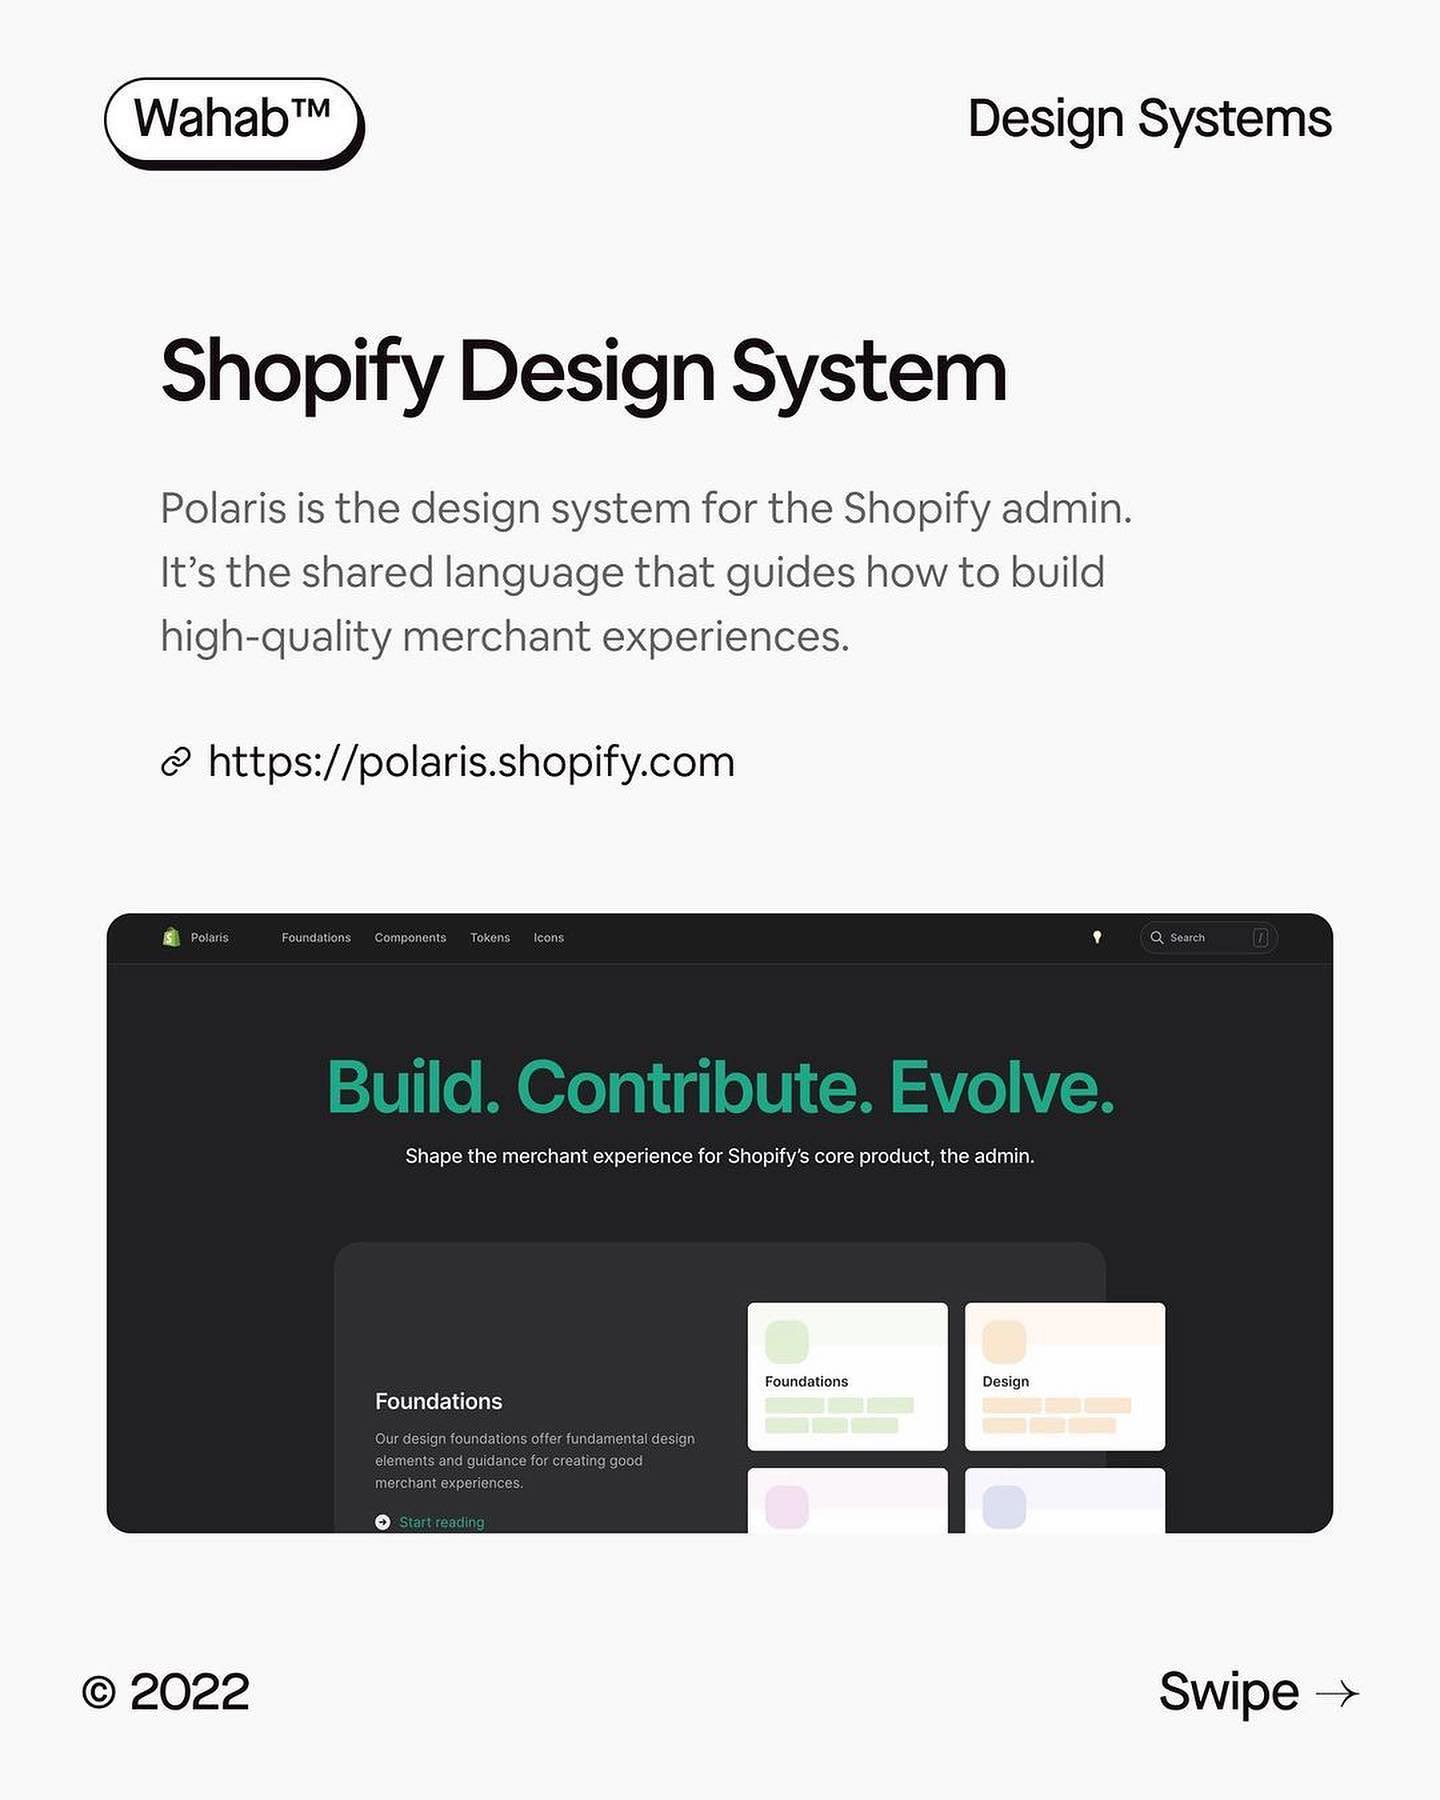 Wahab™
Design Systems
Shopify Design System
Polaris is the design system for the Shopify admin.
It’s the shared language that guides how to build
high-quality merchant experiences.
https://polaris.shopify.com
Polaris Foundations Components Tokens Icons Search /
Build. Contribute. Evolve.
Shape the merchant experience for Shopify’s core product, the admin.
Foundations
Our design foundations offer fundamental design
elements and guidance for creating good
merchant experiences.
Start reading
Foundations
Design
© 2022
Swipe →